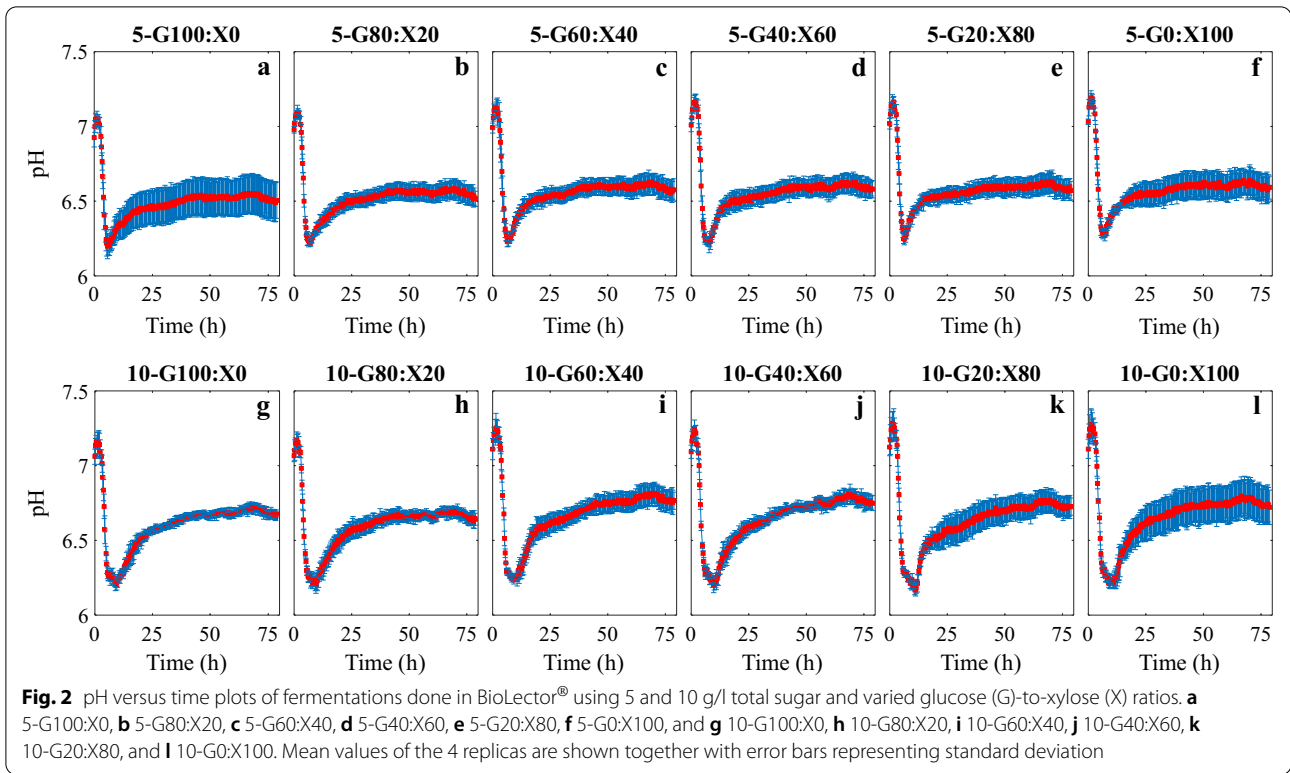 5-G100:X0 5-G80:X20 5-G60:X40 5-G40:X60 5-G20:X80 5-G0:X100
7.5
a b c d e f
7
pH
6.5
6
0 25 50 75 0 25 50 75 0 25 50 75 0 25 50 75 0 25 50 75 0 25 50 75
Time (h) Time (h) Time (h) Time (h) Time (h) Time (h)
10-G100:X0 10-G80:X20 10-G60:X40 10-G40:X60 10-G20:X80 10-G0:X100
7.5
g h i j k l
7
pH
6.5
6
0 25 50 75 0 25 50 75 0 25 50 75 0 25 50 75 0 25 50 75 0 25 50 75
Time (h) Time (h) Time (h) Time (h) Time (h) Time (h)
Fig. 2 pH versus time plots of fermentations done in BioLector® using 5 and 10 g/l total sugar and varied glucose (G)-to-xylose (X) ratios. a
5-G100:X0, b 5-G80:X20, c 5-G60:X40, d 5-G40:X60, e 5-G20:X80, f 5-G0:X100, and g 10-G100:X0, h 10-G80:X20, i 10-G60:X40, j 10-G40:X60, k
10-G20:X80, and l 10-G0:X100. Mean values of the 4 replicas are shown together with error bars representing standard deviation